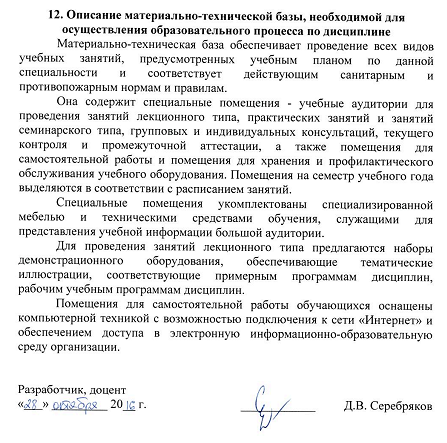 12. Описание материально-технической базы, необходимой для
осуществления образовательного процесса по дисциплине
Материально-техническая база обеспечивает проведение всех видов
учебных занятий, предусмотренных учебным планом по данной
специальности и соответствует действующим санитарным и
противопожарным нормам и правилам.
Она содержит специальные помещения - учебные аудитории для
проведения занятий лекционного типа, практических занятий и занятий
семинарского типа, групповых и индивидуальных консультаций, текущего
контроля и промежуточной аттестации, а также помещения для
самостоятельной работы и помещения для хранения и профилактического
обслуживания учебного оборудования. Помещения на семестр учебного года
выделяются в соответствии с расписанием занятий.
Специальные помещения укомплектованы специализированной
мебелью и техническими средствами обучения, служащими для
представления учебной информации большой аудитории.
Для проведения занятий лекционного типа предлагаются наборы
демонстрационного оборудования, обеспечивающие тематические
иллюстрации, соответствующие примерным программам дисциплин,
рабочим учебным программам дисциплин.
Помещения для самостоятельной работы обучающихся оснащены
компьютерной техникой с возможностью подключения к сети «Интернет» и
обеспечением доступа в электронную информационно-образовательную
среду организации.
Разработчик, доцент
«28» октября 2016 г. Д.В. Серебряков